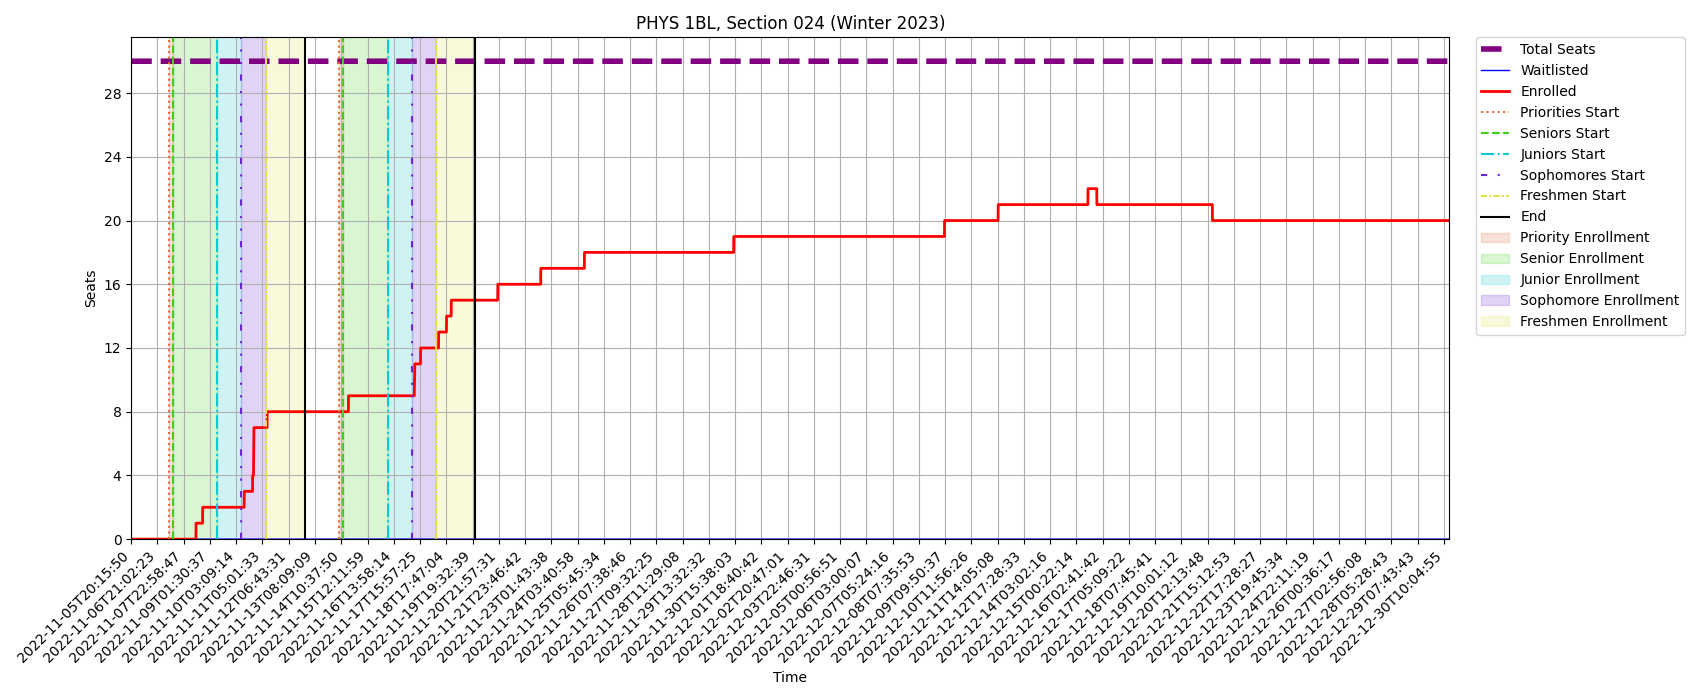 PHYS 1BL, Section 024 (Winter 2023)
Seats
28
24
20
16
12
8
4
0
2022-11-05T20:15:50
2022-11-06T21:02:23
2022-11-07T22:58:47
2022-11-09T01:30:37
2022-11-10T03:09:14
2022-11-11T05:01:33
2022-11-12T06:43:31
2022-11-13T08:09:09
2022-11-14T10:37:50
2022-11-15T12:11:59
2022-11-16T13:58:14
2022-11-17T15:57:25
2022-11-18T17:47:04
2022-11-19T19:32:39
2022-11-20T21:57:31
2022-11-21T23:46:42
2022-11-23T01:43:38
2022-11-24T03:40:58
2022-11-25T05:45:34
2022-11-26T07:38:46
2022-11-27T09:32:25
2022-11-28T11:29:08
2022-11-29T13:32:32
2022-11-30T15:38:03
2022-12-01T18:40:42
2022-12-02T20:47:01
2022-12-03T22:46:31
2022-12-05T00:56:51
2022-12-06T03:00:07
2022-12-07T05:24:16
2022-12-08T07:35:53
2022-12-09T09:50:37
2022-12-10T11:56:26
2022-12-11T14:05:08
2022-12-12T17:28:33
2022-12-14T03:02:16
2022-12-15T00:22:14
2022-12-16T02:41:42
2022-12-17T05:09:22
2022-12-18T07:45:41
2022-12-19T10:01:12
2022-12-20T12:13:48
2022-12-21T15:12:53
2022-12-22T17:28:27
2022-12-23T19:45:34
2022-12-24T22:11:19
2022-12-26T00:36:17
2022-12-27T02:56:08
2022-12-28T05:28:43
2022-12-29T07:43:43
2022-12-30T10:04:55
Time
Total Seats
Waitlisted
Enrolled
Priorities Start
Seniors Start
Juniors Start
Sophomores Start
Freshmen Start
End
Priority Enrollment
Senior Enrollment
Junior Enrollment
Sophomore Enrollment
Freshmen Enrollment